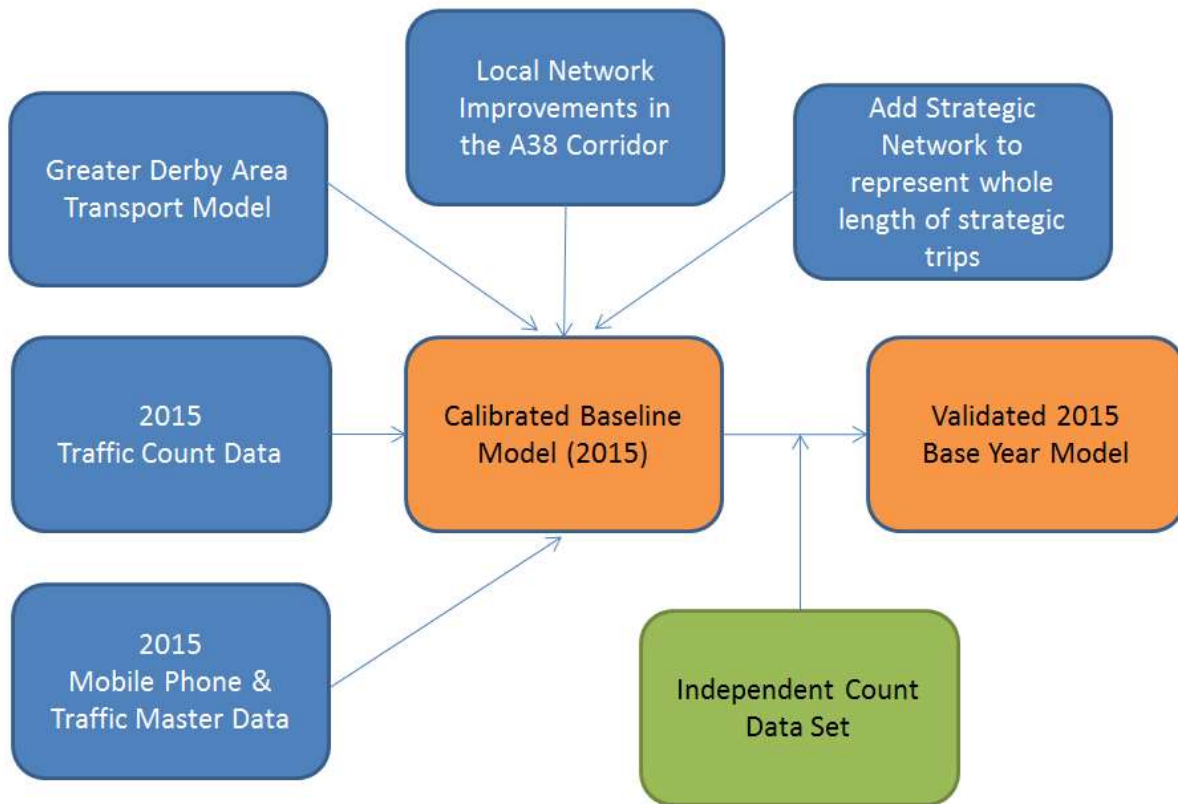 Local Network
Improvements in
the A38 Corridor
Greater Derby Area
Transport Model
Add Strategic
Network to
represent whole
length of strategic
trips
2015
Traffic Count Data
Calibrated Baseline
Model (2015)
Validated 2015
Base Year Model
2015
Mobile Phone &
Traffic Master Data
Independent Count
Data Set